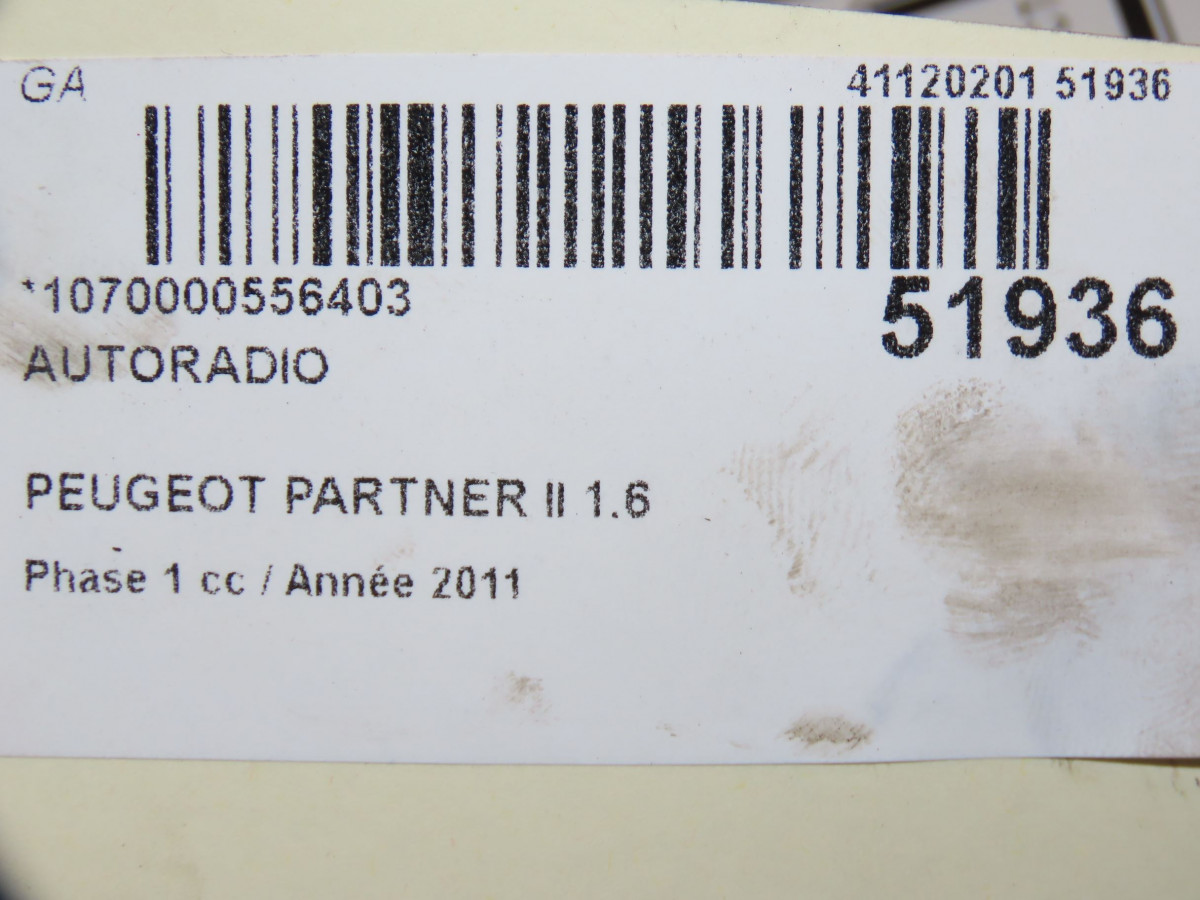 GA 41120201 51936
*1070000556403 51936
AUTORADIO
PEUGEOT PARTNER II 1.6
Phase 1 cc / Année 2011